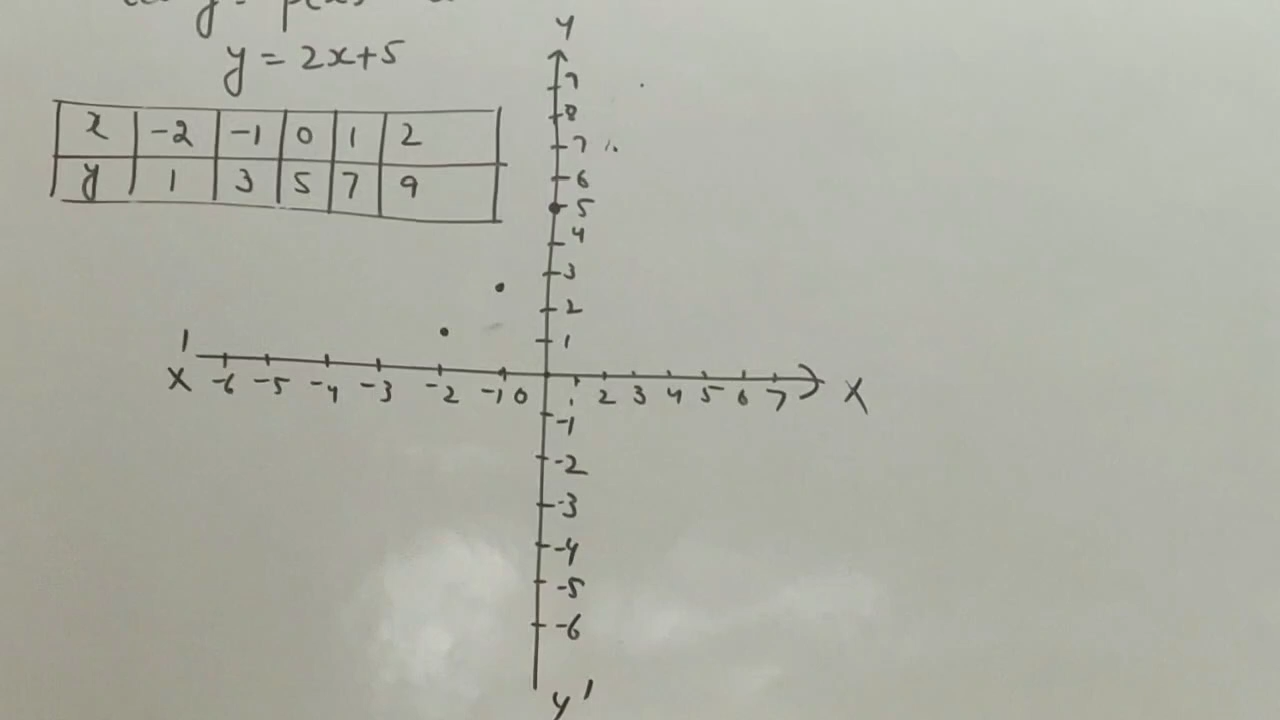 y = 2x+5
x -2 -1 0 1 2
y 1 3 5 7 9
Y
9
8
7
6
5
4
3
2
1
X' -6 -5 -4 -3 -2 -1 0 1 2 3 4 5 6 7 X
-1
-2
-3
-4
-5
-6
Y'